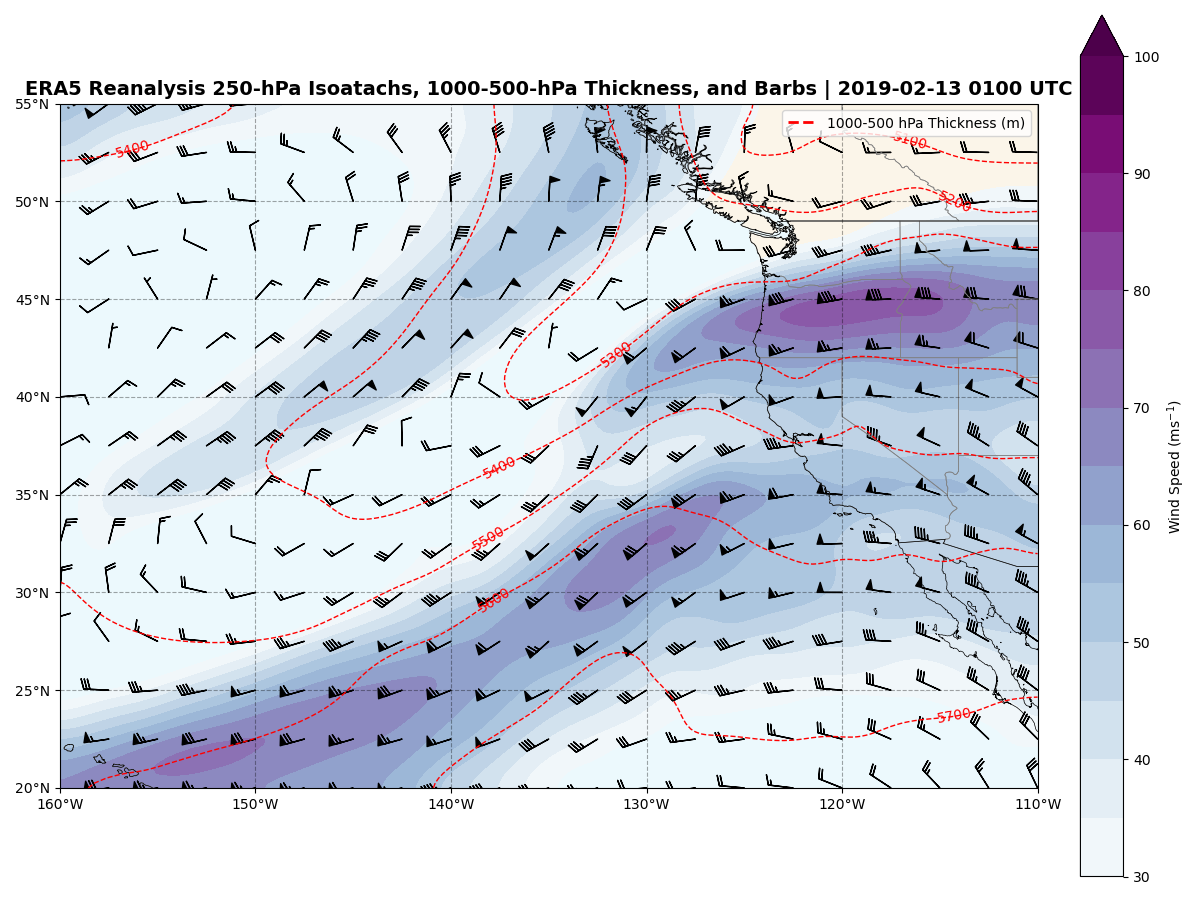 ERA5 Reanalysis 250-hPa Isoatachs, 1000-500-hPa Thickness, and Barbs | 2019-02-13 0100 UTC
1000-500 hPa Thickness (m)
55°N
50°N
45°N
40°N
35°N
30°N
25°N
20°N
160°W
150°W
140°W
130°W
120°W
110°W
5400
5100
5200
5300
5400
5500
5600
5700
100
90
80
70
60
50
40
30
Wind Speed (ms⁻¹)